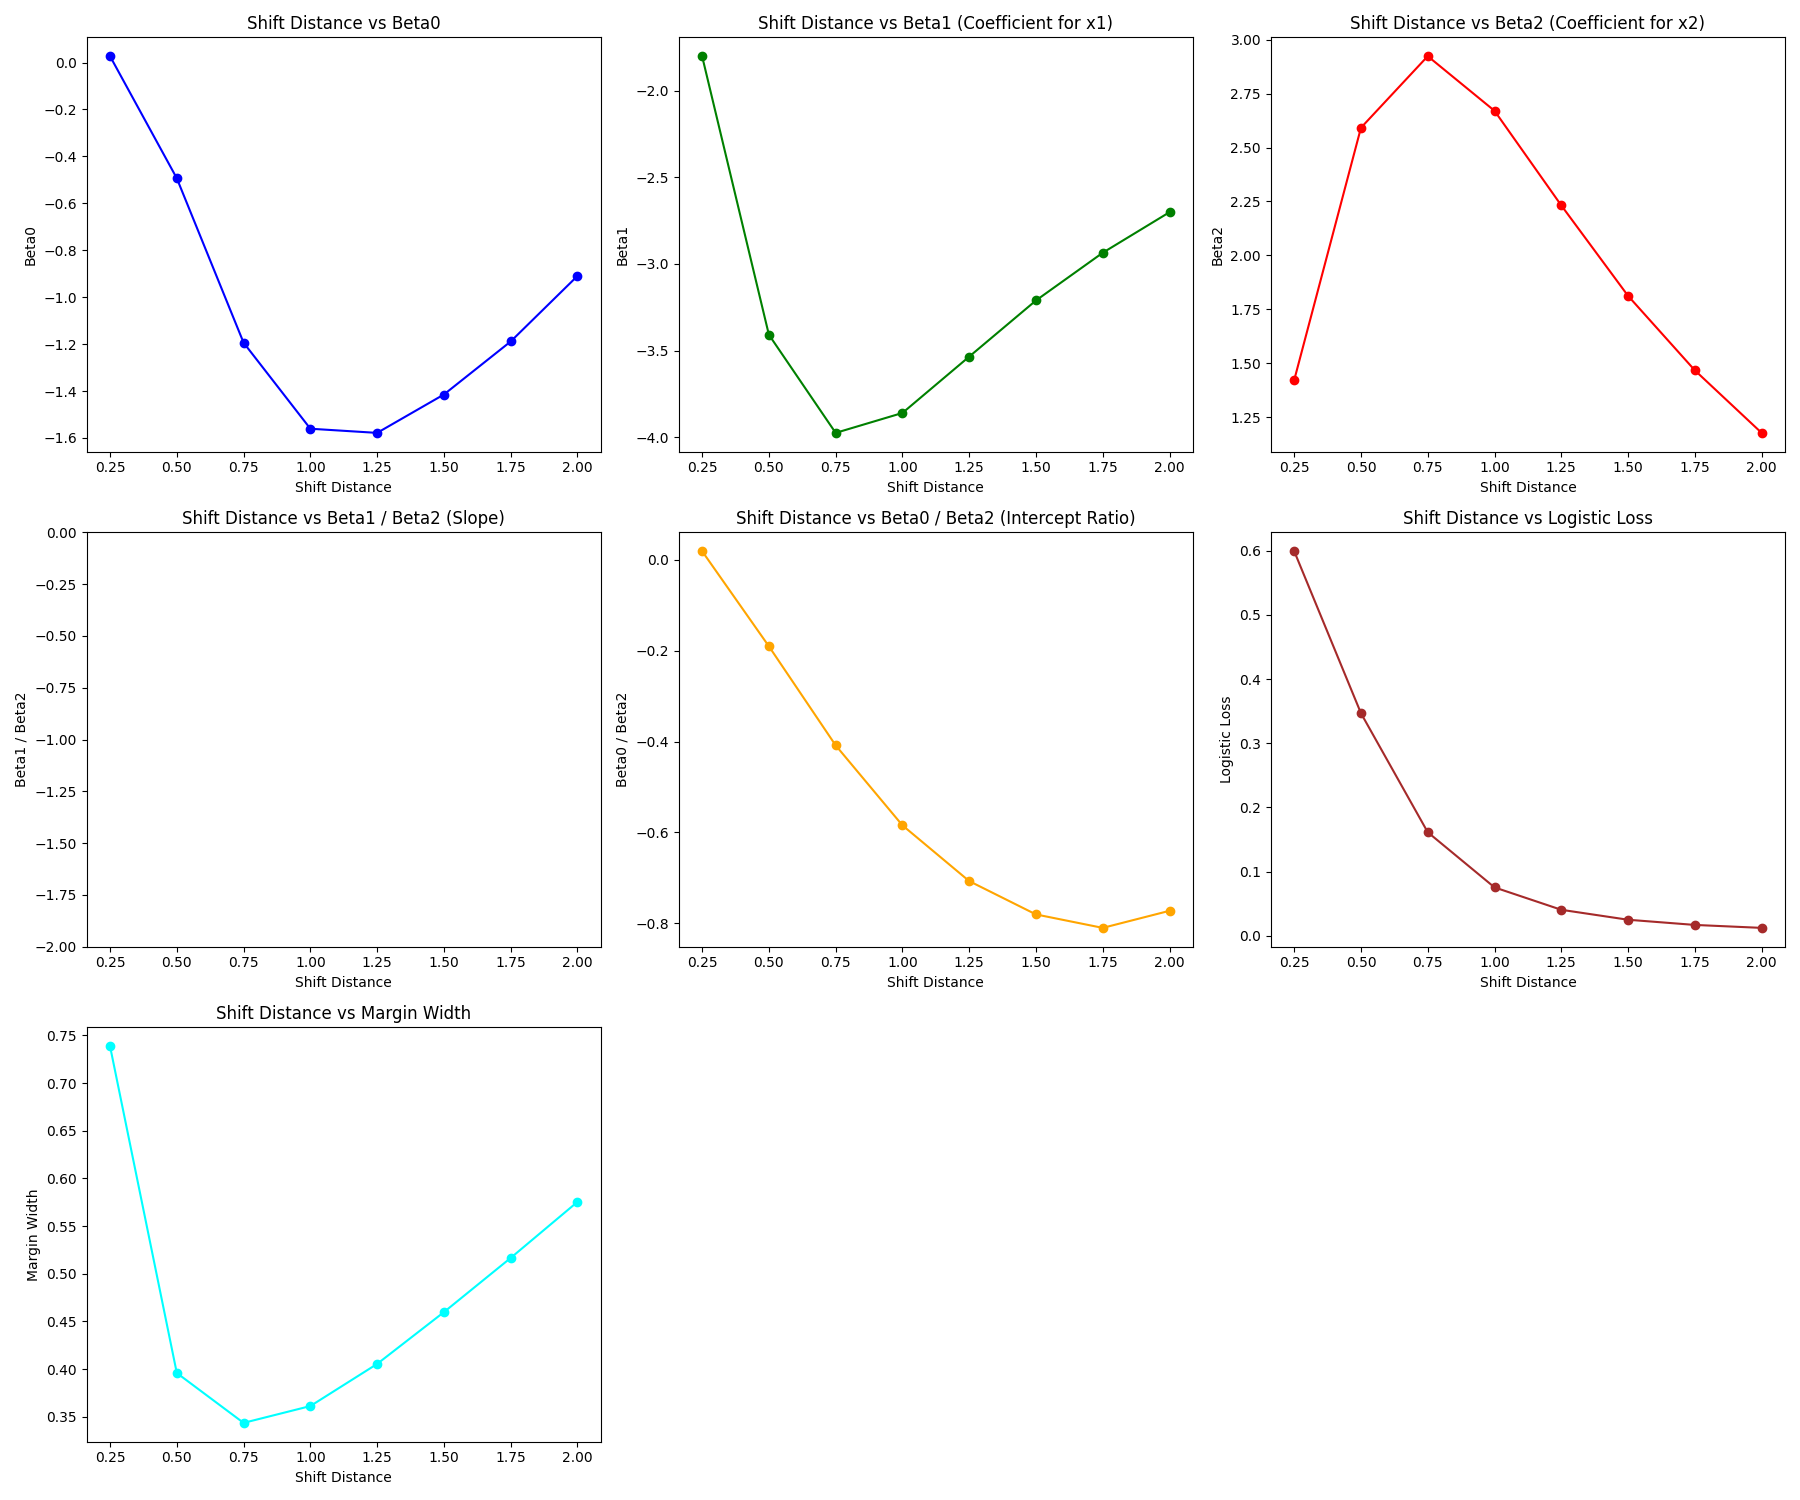 Shift Distance vs Beta0
Shift Distance vs Beta1 (Coefficient for x1)
Shift Distance vs Beta2 (Coefficient for x2)
0.0
−0.2
−0.4
−0.6
−0.8
−1.0
−1.2
−1.4
−1.6
Beta0
0.25 0.50 0.75 1.00 1.25 1.50 1.75 2.00
Shift Distance
−2.0
−2.5
−3.0
−3.5
−4.0
Beta1
0.25 0.50 0.75 1.00 1.25 1.50 1.75 2.00
Shift Distance
3.00
2.75
2.50
2.25
2.00
1.75
1.50
1.25
Beta2
0.25 0.50 0.75 1.00 1.25 1.50 1.75 2.00
Shift Distance
Shift Distance vs Beta1 / Beta2 (Slope)
Shift Distance vs Beta0 / Beta2 (Intercept Ratio)
Shift Distance vs Logistic Loss
0.00
−0.25
−0.50
−0.75
−1.00
−1.25
−1.50
−1.75
−2.00
Beta1 / Beta2
0.25 0.50 0.75 1.00 1.25 1.50 1.75 2.00
Shift Distance
0.0
−0.2
−0.4
−0.6
−0.8
Beta0 / Beta2
0.25 0.50 0.75 1.00 1.25 1.50 1.75 2.00
Shift Distance
0.6
0.5
0.4
0.3
0.2
0.1
0.0
Logistic Loss
0.25 0.50 0.75 1.00 1.25 1.50 1.75 2.00
Shift Distance
Shift Distance vs Margin Width
0.75
0.70
0.65
0.60
0.55
0.50
0.45
0.40
0.35
Margin Width
0.25 0.50 0.75 1.00 1.25 1.50 1.75 2.00
Shift Distance